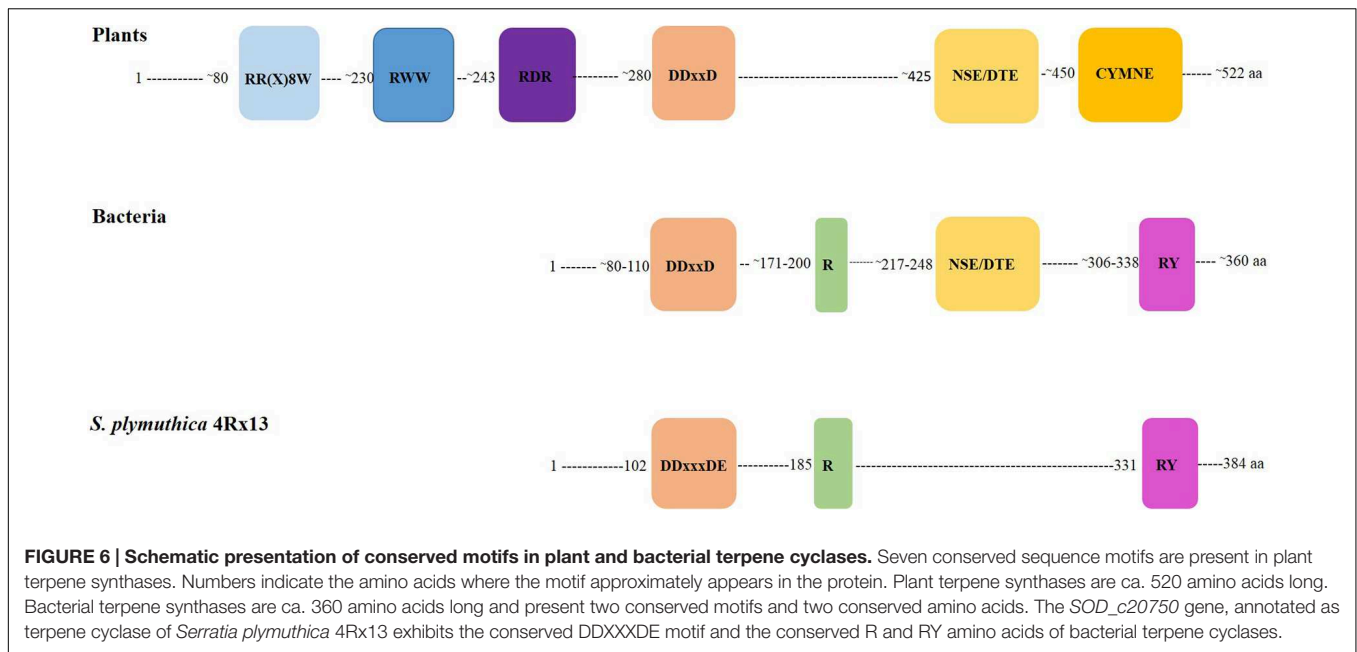 Plants
1 ----------- ~80 RR(X)8W ---- ~230 RWW -- ~243 RDR -------- ~280 DDxxD ------------------------------- ~425 NSE/DTE -~450 CYMNE ------ ~522 aa
Bacteria
1 ------- ~80-110 DDxxD -- ~171-200 R ------ ~217-248 NSE/DTE ------ ~306-338 RY ---- ~360 aa
S. plymuthica 4Rx13
1 ------------102 DDxxxDE ----------185 R ------------------------------------------------331 RY ------384 aa
FIGURE 6 | Schematic presentation of conserved motifs in plant and bacterial terpene cyclases. Seven conserved sequence motifs are present in plant
terpene synthases. Numbers indicate the amino acids where the motif approximately appears in the protein. Plant terpene synthases are ca. 520 amino acids long.
Bacterial terpene synthases are ca. 360 amino acids long and present two conserved motifs and two conserved amino acids. The SOD_c20750 gene, annotated as
terpene cyclase of Serratia plymuthica 4Rx13 exhibits the conserved DDXXXDE motif and the conserved R and RY amino acids of bacterial terpene cyclases.